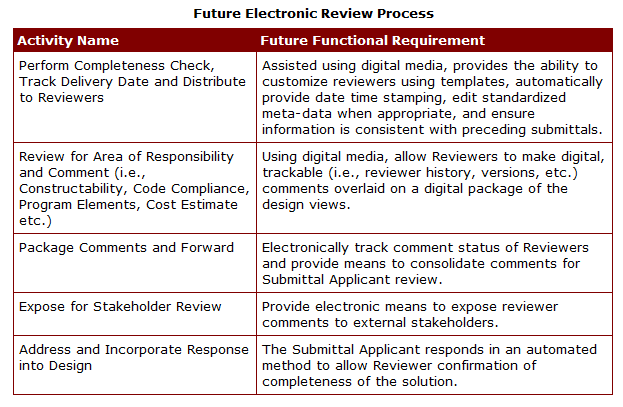 Future Electronic Review Process
Activity Name
Future Functional Requirement
Perform Completeness Check,
Track Delivery Date and Distribute
to Reviewers
Assisted using digital media, provides the ability to
customize reviewers using templates, automatically
provide date time stamping, edit standardized
meta-data when appropriate, and ensure
information is consistent with preceding submittals.
Review for Area of Responsibility
and Comment (i.e.,
Constructability, Code Compliance,
Program Elements, Cost Estimate
etc.)
Using digital media, allow Reviewers to make digital,
trackable (i.e., reviewer history, versions, etc.)
comments overlaid on a digital package of the
design views.
Package Comments and Forward
Electronically track comment status of Reviewers
and provide means to consolidate comments for
Submittal Applicant review.
Expose for Stakeholder Review
Provide electronic means to expose reviewer
comments to external stakeholders.
Address and Incorporate Response
into Design
The Submittal Applicant responds in an automated
method to allow Reviewer confirmation of
completeness of the solution.